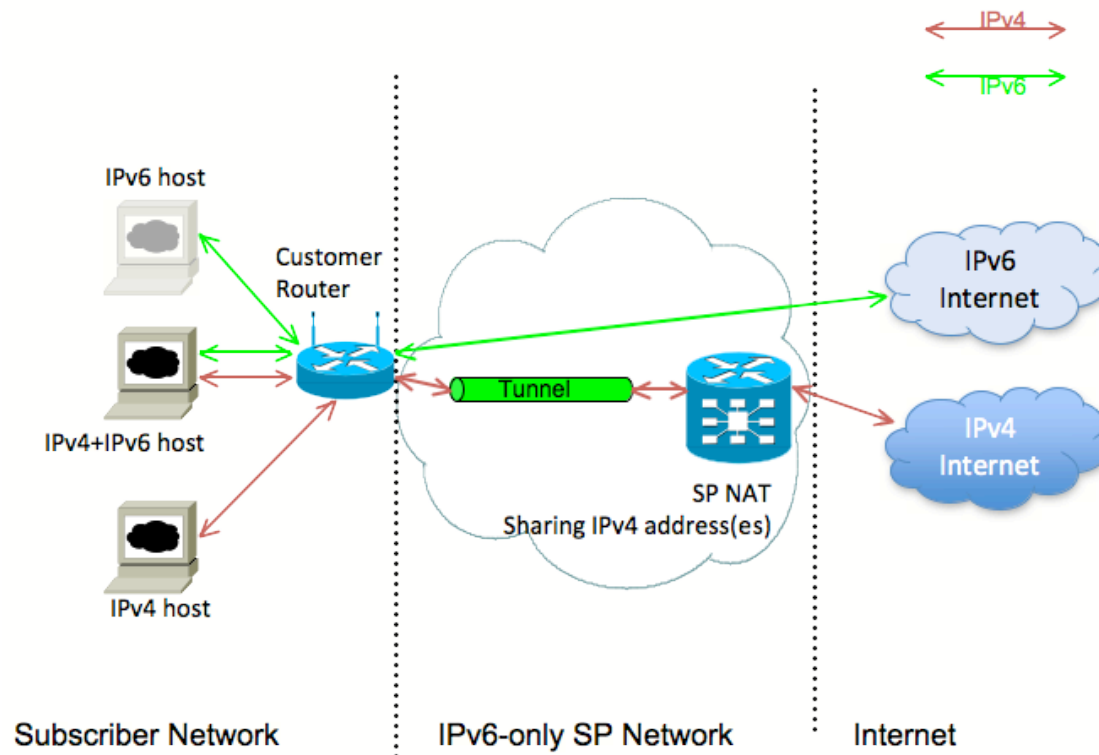 IPv4
IPv6
IPv6 host
Customer
Router
IPv6
Internet
Tunnel
IPv4+IPv6 host
IPv4
Internet
SP NAT
Sharing IPv4 address(es)
IPv4 host
Subscriber Network
IPv6-only SP Network
Internet